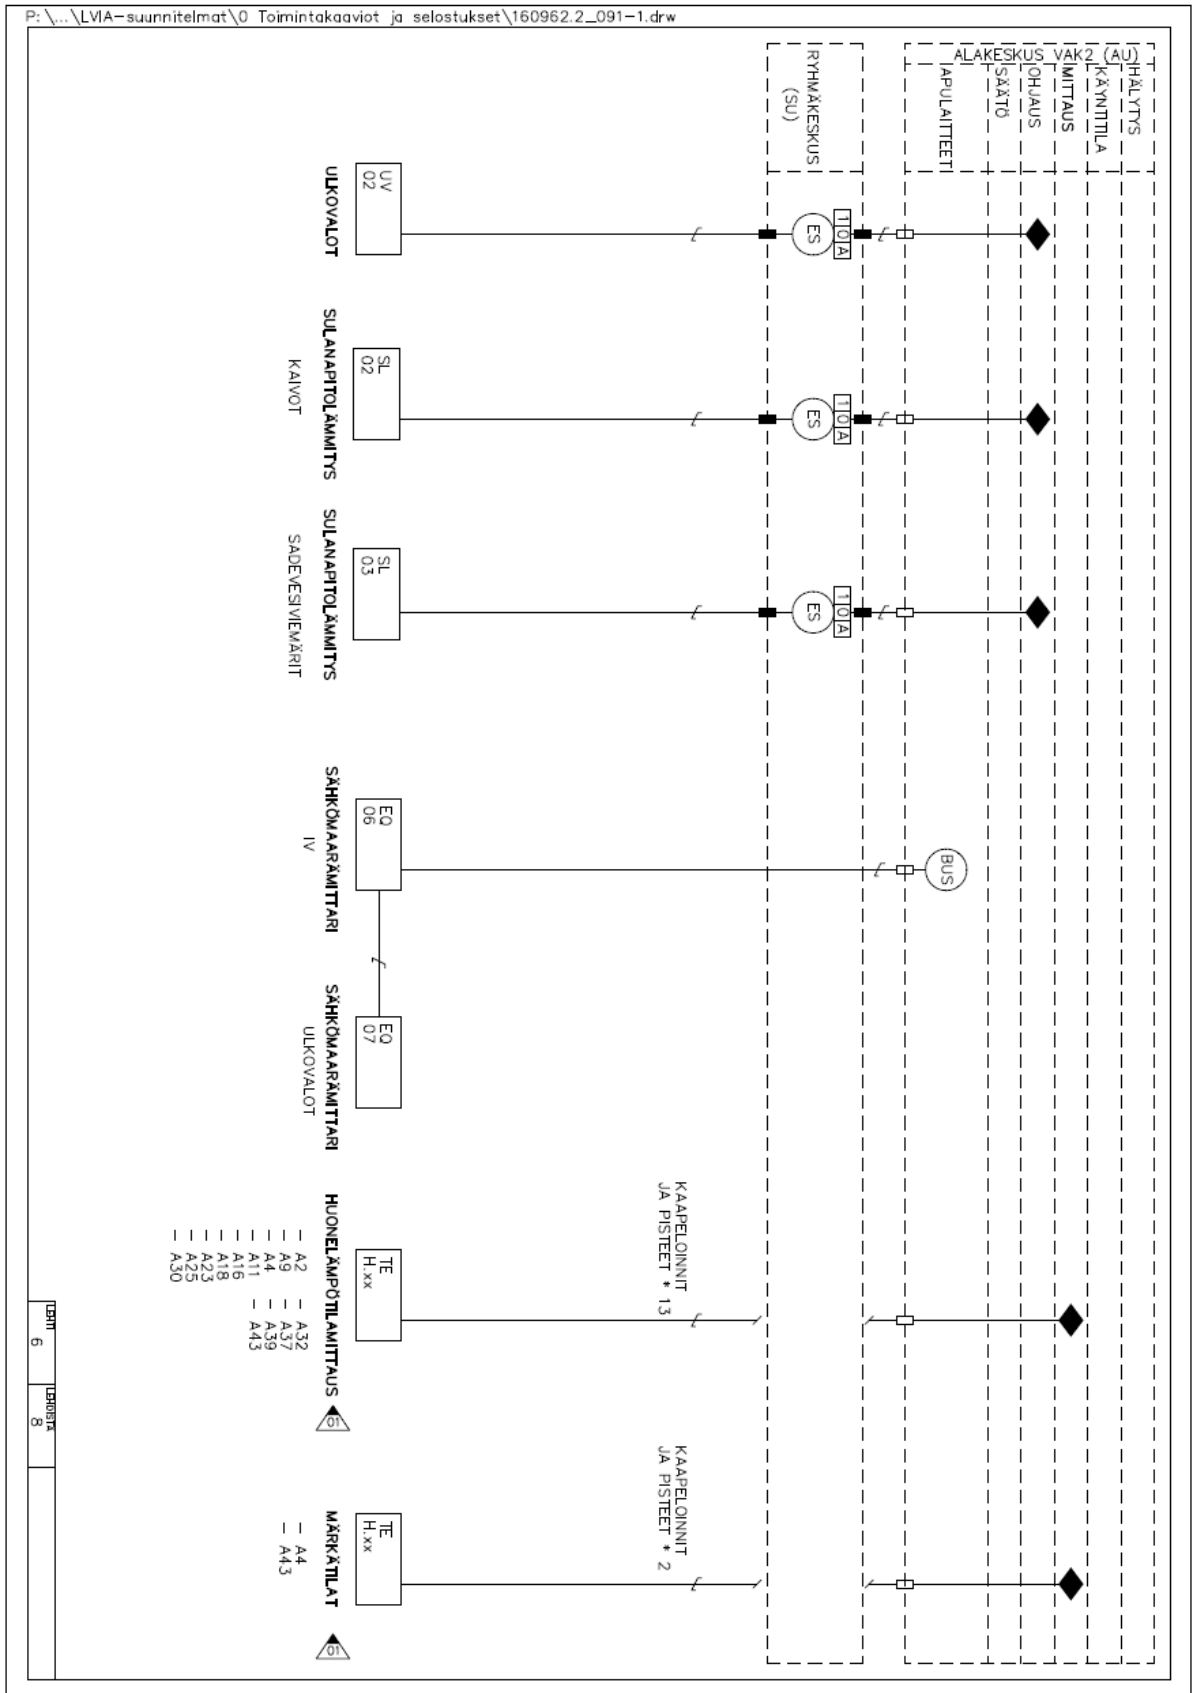 P:\...\LVIA-suunnitelmat\0 Toimintakaaviot ja selostukset\160962.2_091-1.drw
ALAKESKUS VAK2 (AU)
HÄLYTYS
KÄYNTITILA
MITTAUS
OHJAUS
SÄÄTÖ
APULAITTEET
RYHMÄKESKUS
(SU)
10A
ES
UV
02
ULKOVALOT
10A
ES
SL
02
SULANAPITOLÄMMITYS
KAIVOT
10A
ES
SL
03
SULANAPITOLÄMMITYS
SADEVESIVIEMÄRIT
BUS
EQ
06
SÄHKÖMAARÄMITTARI
IV
EQ
07
SÄHKÖMAARÄMITTARI
ULKOVALOT
KAAPELOINNIT
JA PISTEET * 13
TE
H.xx
HUONELÄMPÖTILAMITTAUS
01
- A2 - A32
- A9 - A37
- A4 - A39
- A11 - A43
- A16
- A18
- A23
- A25
- A30
KAAPELOINNIT
JA PISTEET * 2
TE
H.xx
MÄRKÄTILAT
01
- A4
- A43
LEHTI
6
LEHDISTÄ
8